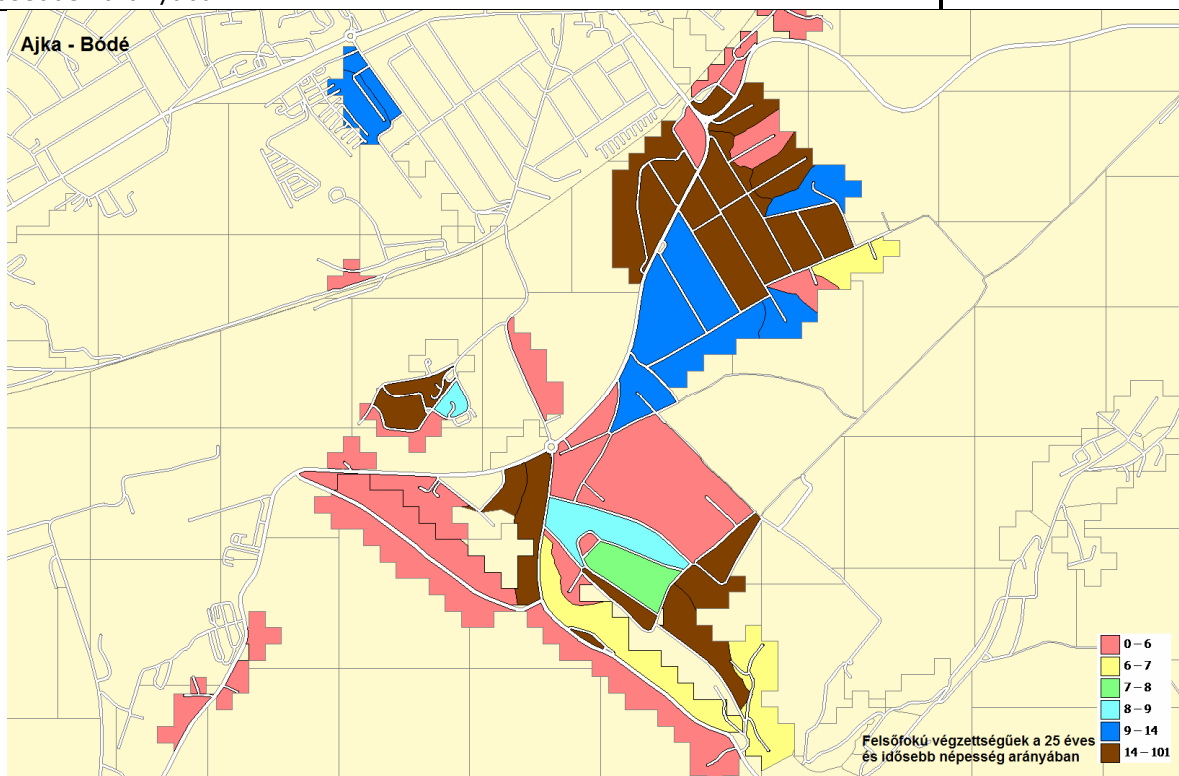 Ajka - Bódé
0 – 6
6 – 7
7 – 8
8 – 9
9 – 14
14 – 101
Felsőfokú végzettségűek a 25 éves
és idősebb népesség arányában